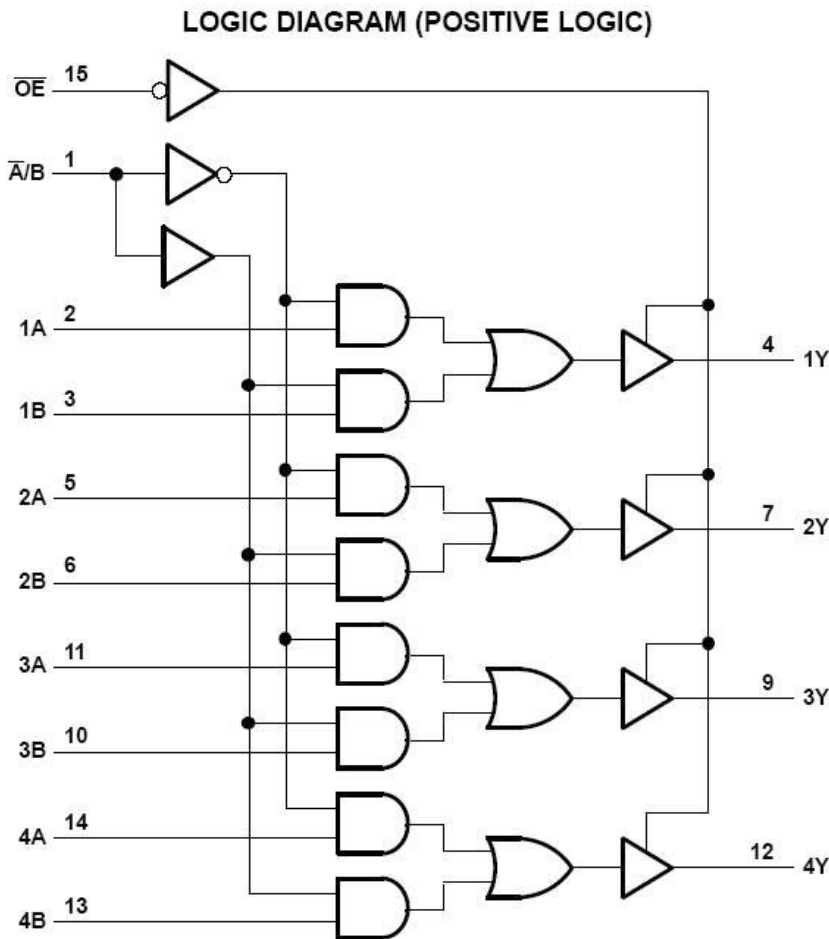 LOGIC DIAGRAM (POSITIVE LOGIC)
O̅E̅ 15
A̅/B 1
1A 2
4 1Y
1B 3
2A 5
7 2Y
2B 6
3A 11
9 3Y
3B 10
4A 14
12 4Y
4B 13